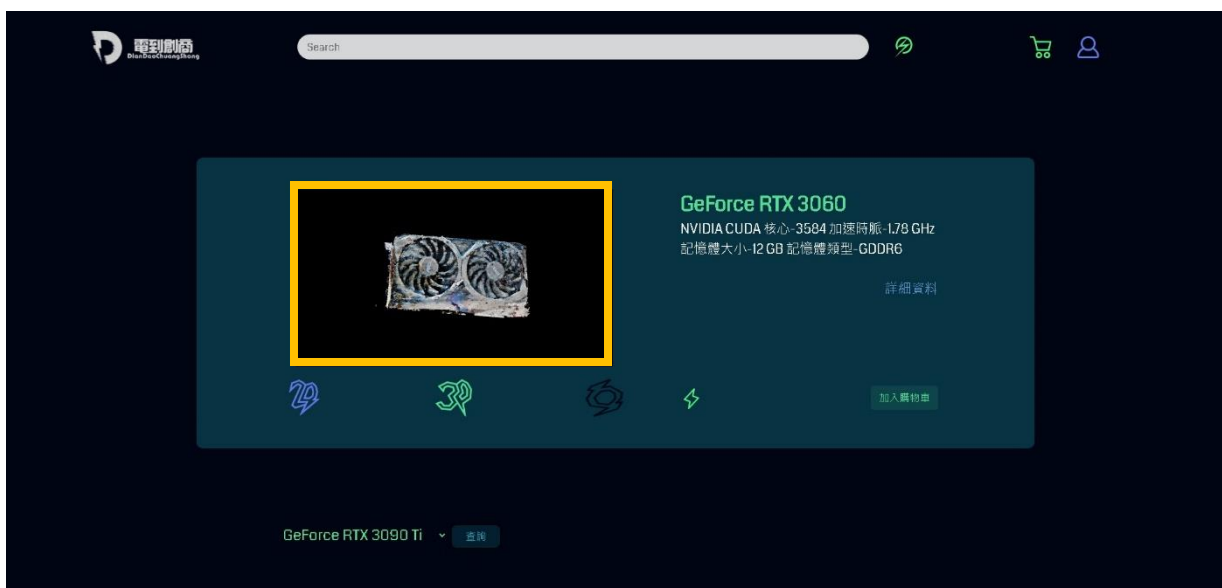 電到創商
DianDaoChuangShang
Search
GeForce RTX 3060
NVIDIA CUDA 核心-3584 加速時脈-1.78 GHz
記憶體大小-12 GB 記憶體類型-GDDR6
詳細資料
2D
3D
加入購物車
GeForce RTX 3090 Ti
查詢